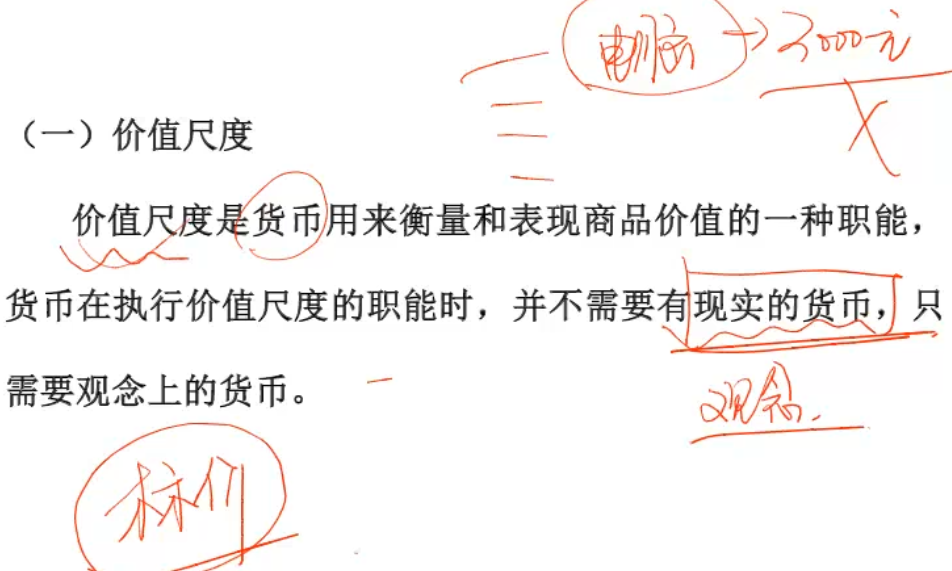 电脑→3000元
（一）价值尺度
价值尺度是货币用来衡量和表现商品价值的一种职能，
货币在执行价值尺度的职能时，并不需要有现实的货币，只
需要观念上的货币。
观念.
标价